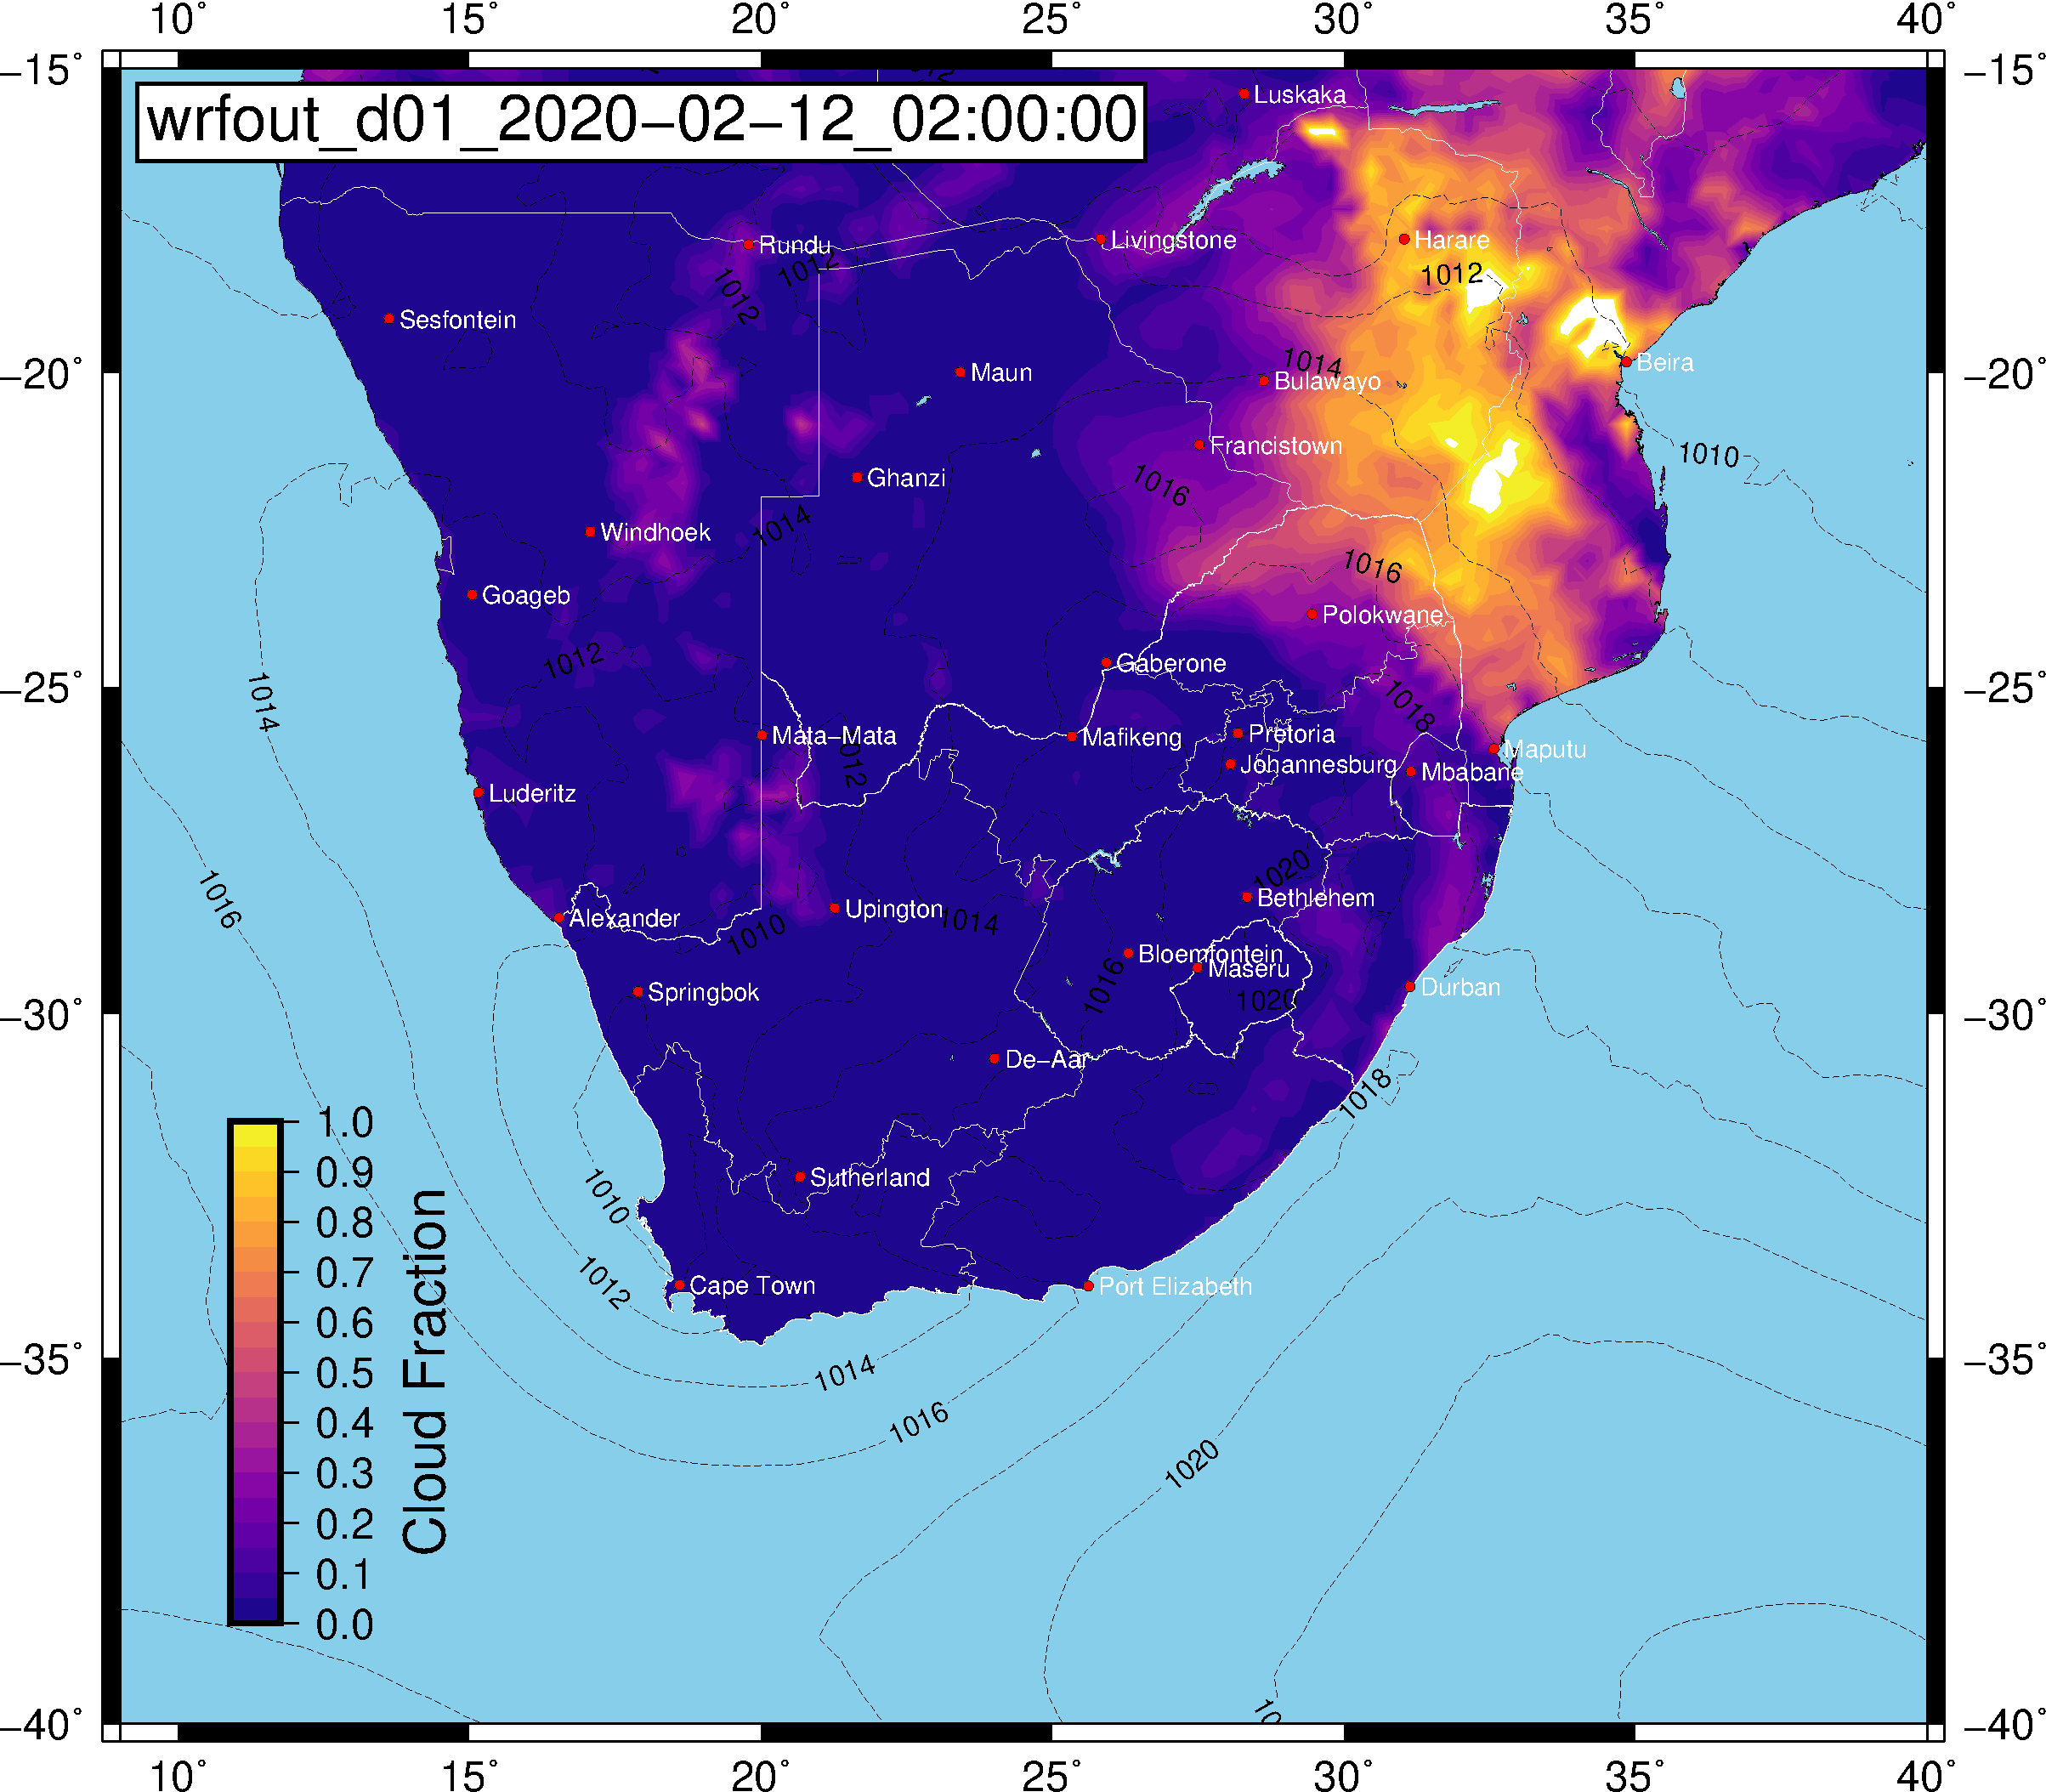 10° 15° 20° 25° 30° 35° 40°
−15° −15°
wrfout_d01_2020−02−12_02:00:00
1012
Luskaka
Rundu
Livingstone
Harare
1012
1012
1012
Sesfontein
1014
Beira
−20° −20°
Maun
Bulawayo
Francistown
1010
Ghanzi
1016
1014
Windhoek
1016
Goageb
Polokwane
1012
Gaberone
1014
−25° −25°
1018
Mata−Mata
Mafikeng
Pretoria
Maputu
1012
Johannesburg
Mbabane
Luderitz
1020
1016
Bethlehem
Alexander
Upington
1014
1010
Bloemfontein
Maseru
1016
Springbok
1020
Durban
−30° −30°
De−Aar
1018
Sutherland
1010
1012
Cape Town
Port Elizabeth
−35° −35°
1014
1016
1020
1.0
0.9
0.8
0.7
0.6
0.5
0.4
0.3
0.2
0.1
0.0
Cloud Fraction
−40° −40°
10° 15° 20° 25° 30° 35° 40°